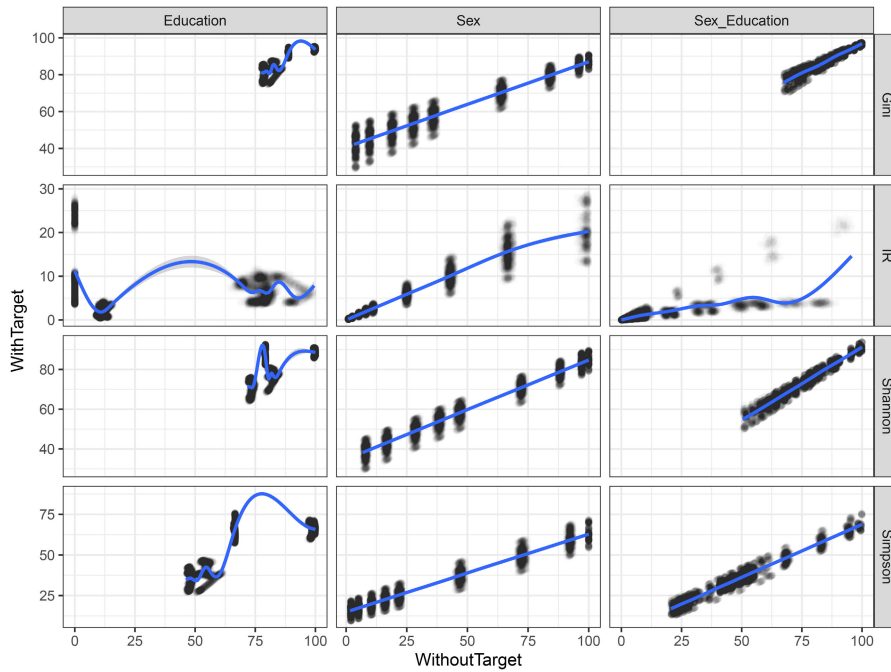 Education Sex Sex_Education
100
80
60
40
Gini
30
20
10
0
IR
80
60
40
Shannon
75
50
25
Simpson
WithTarget
0 25 50 75 100 0 25 50 75 100 0 25 50 75 100
WithoutTarget